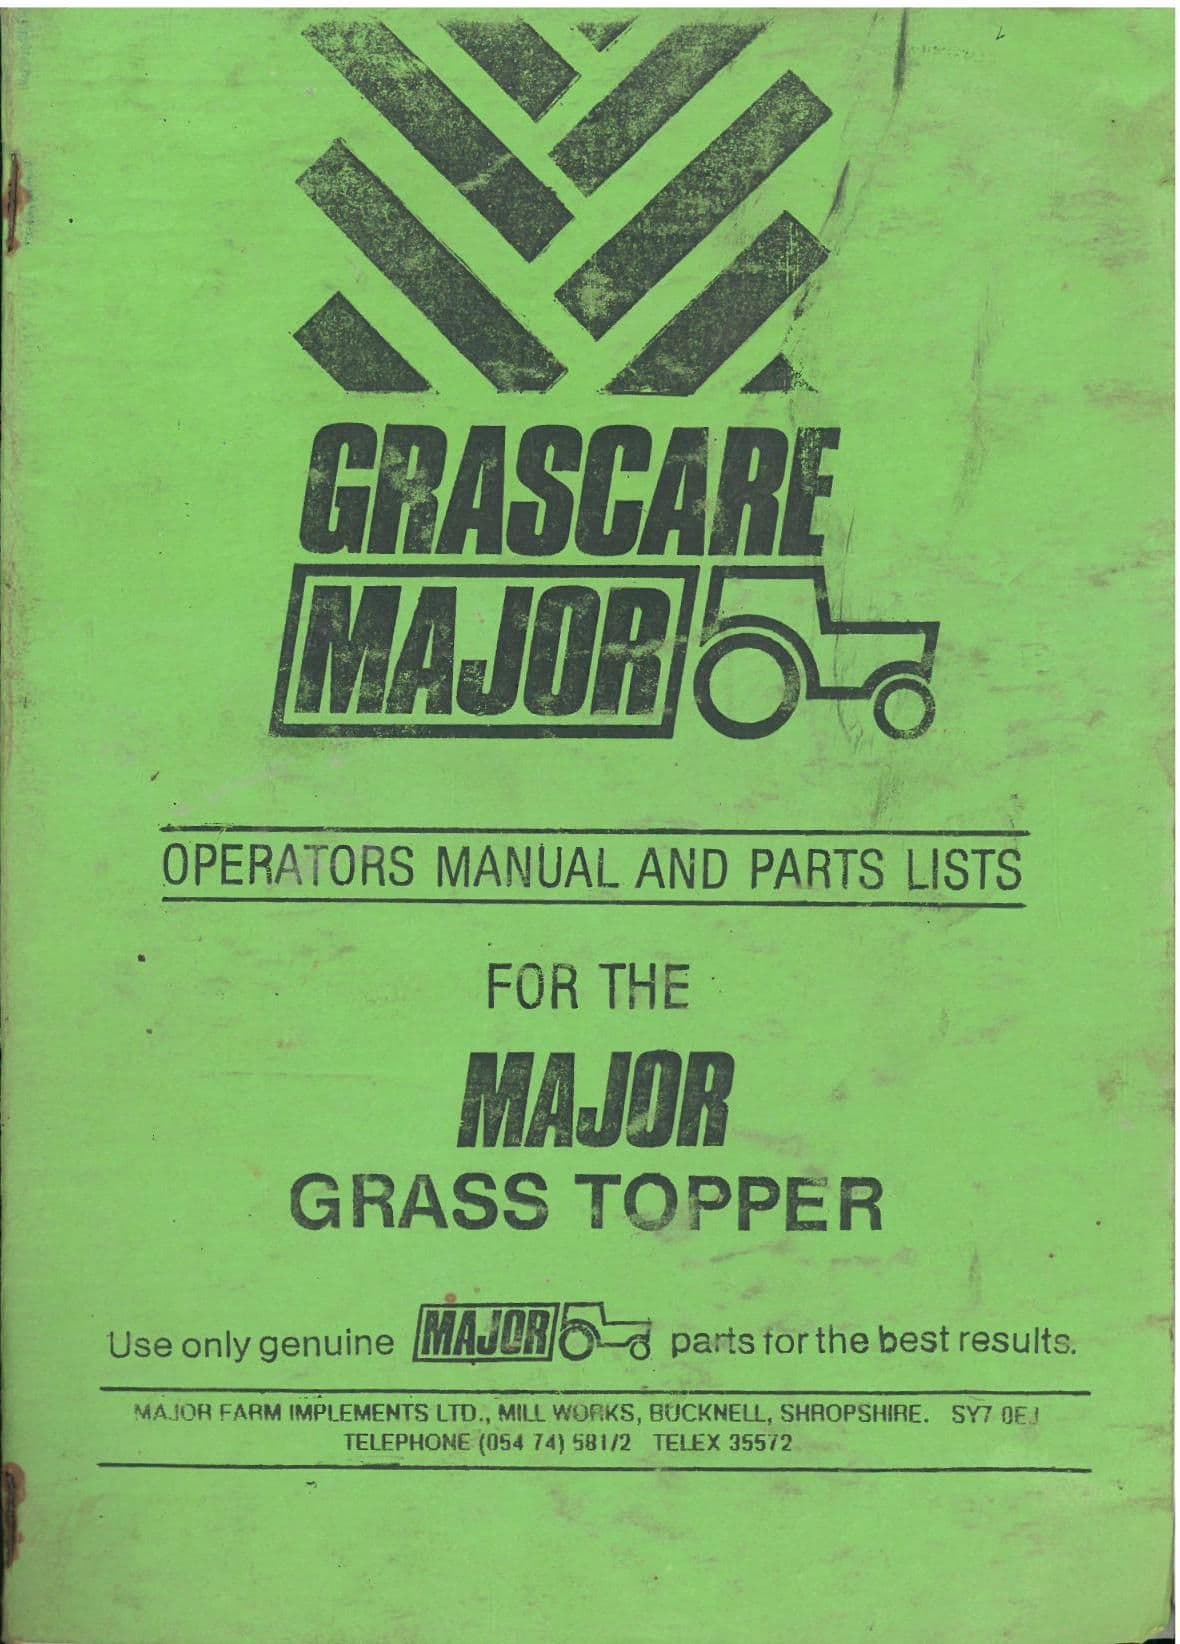 GRASCARE
MAJOR
OPERATORS MANUAL AND PARTS LISTS
FOR THE
MAJOR
GRASS TOPPER
Use only genuine MAJOR parts for the best results.
MAJOR FARM IMPLEMENTS LTD., MILL WORKS, BUCKNELL, SHROPSHIRE. SY7 0EJ
TELEPHONE (054 74) 581/2 TELEX 35572